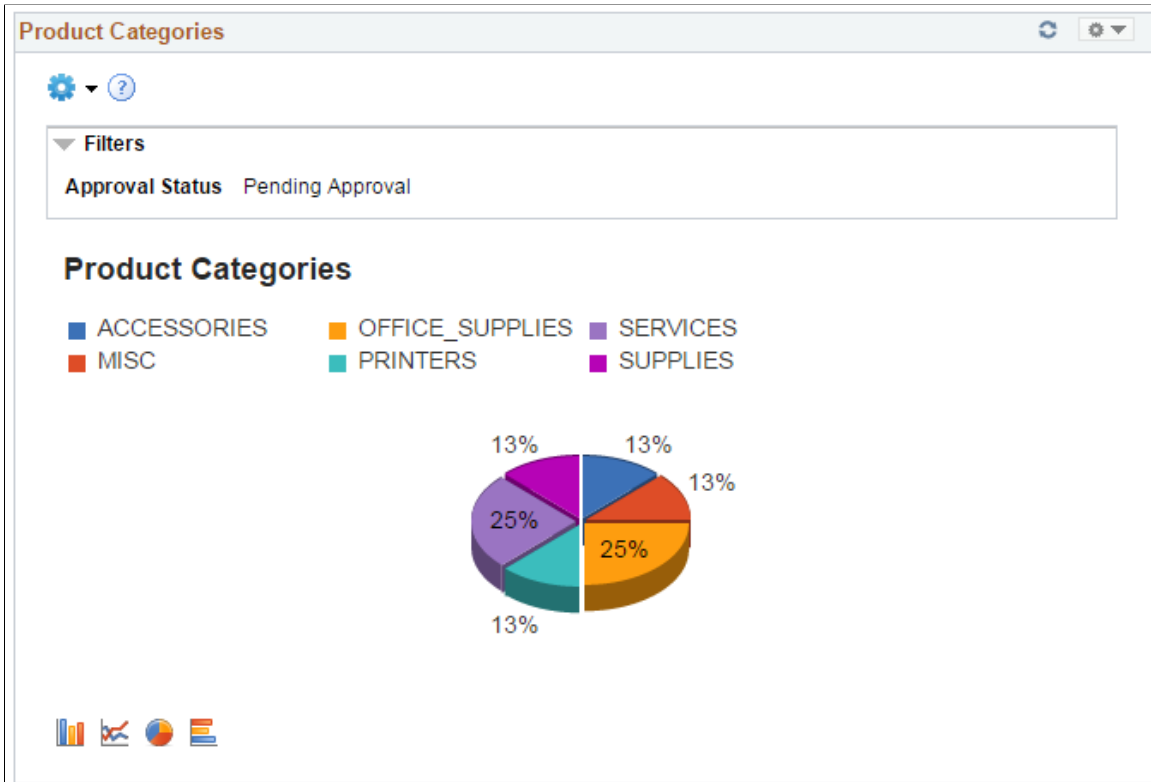 Product Categories
?
Filters
Approval Status Pending Approval
Product Categories
ACCESSORIES OFFICE_SUPPLIES SERVICES
MISC PRINTERS SUPPLIES
13% 13%
13%
25%
25%
13%